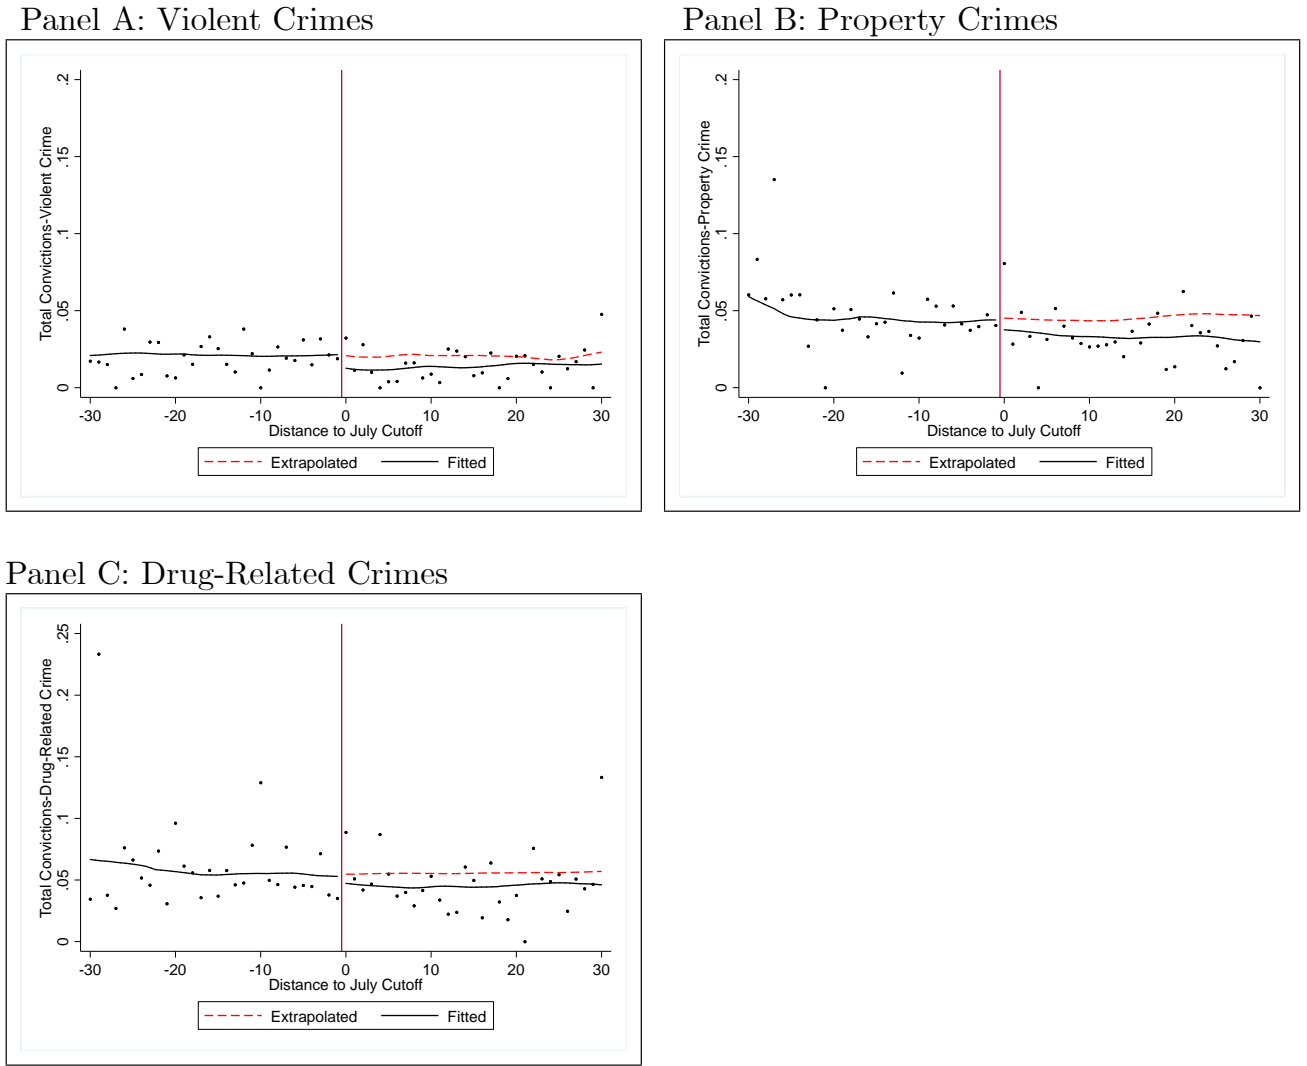 Panel A: Violent Crimes
Total Convictions-Violent Crime
.2
.15
.1
.05
0
-30 -20 -10 0 10 20 30
Distance to July Cutoff
Extrapolated Fitted
Panel B: Property Crimes
Total Convictions-Property Crime
.2
.15
.1
.05
0
-30 -20 -10 0 10 20 30
Distance to July Cutoff
Extrapolated Fitted
Panel C: Drug-Related Crimes
Total Convictions-Drug-Related Crime
.25
.2
.15
.1
.05
0
-30 -20 -10 0 10 20 30
Distance to July Cutoff
Extrapolated Fitted